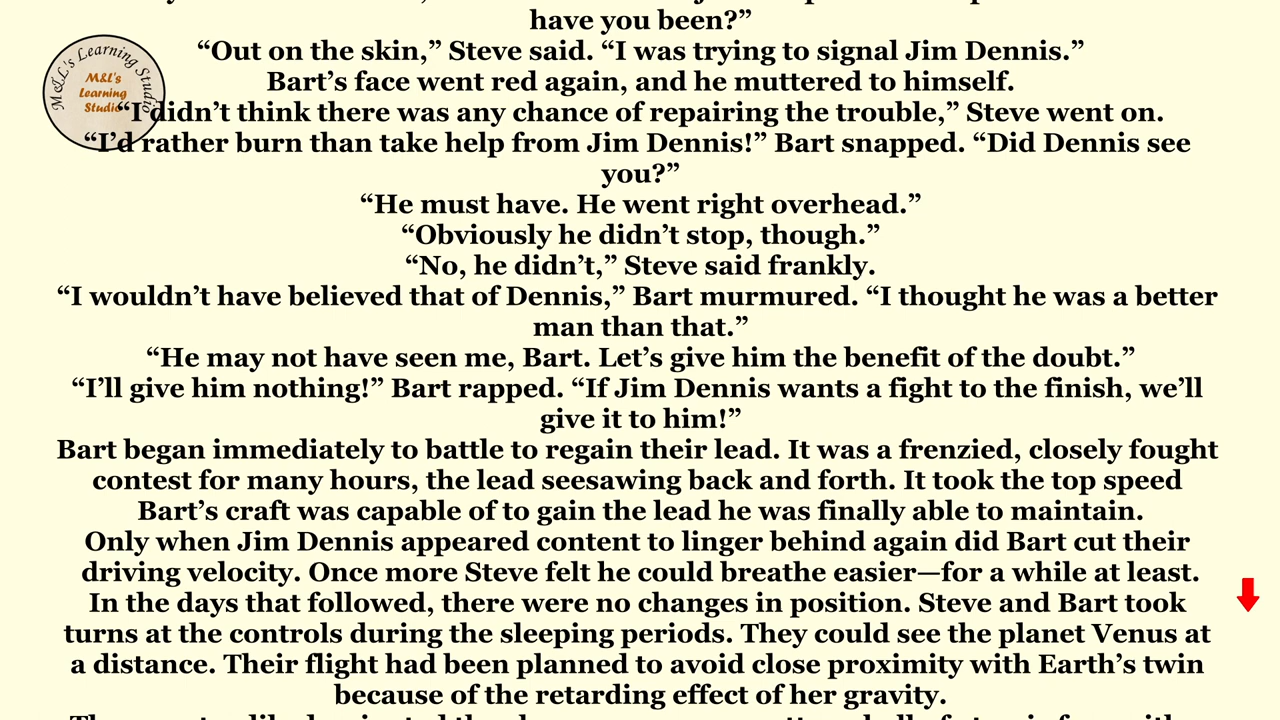 have you been?”
“Out on the skin,” Steve said. “I was trying to signal Jim Dennis.”
Bart’s face went red again, and he muttered to himself.
“I didn’t think there was any chance of repairing the trouble,” Steve went on.
“I’d rather burn than take help from Jim Dennis!” Bart snapped. “Did Dennis see
you?”
“He must have. He went right overhead.”
“Obviously he didn’t stop, though.”
“No, he didn’t,” Steve said frankly.
“I wouldn’t have believed that of Dennis,” Bart murmured. “I thought he was a better
man than that.”
“He may not have seen me, Bart. Let’s give him the benefit of the doubt.”
“I’ll give him nothing!” Bart rapped. “If Jim Dennis wants a fight to the finish, we’ll
give it to him!”
Bart began immediately to battle to regain their lead. It was a frenzied, closely fought
contest for many hours, the lead seesawing back and forth. It took the top speed
Bart’s craft was capable of to gain the lead he was finally able to maintain.
Only when Jim Dennis appeared content to linger behind again did Bart cut their
driving velocity. Once more Steve felt he could breathe easier—for a while at least.
In the days that followed, there were no changes in position. Steve and Bart took
turns at the controls during the sleeping periods. They could see the planet Venus at
a distance. Their flight had been planned to avoid close proximity with Earth’s twin
because of the retarding effect of her gravity.
M&L's Learning Studio
M&L's
Learning
Studio